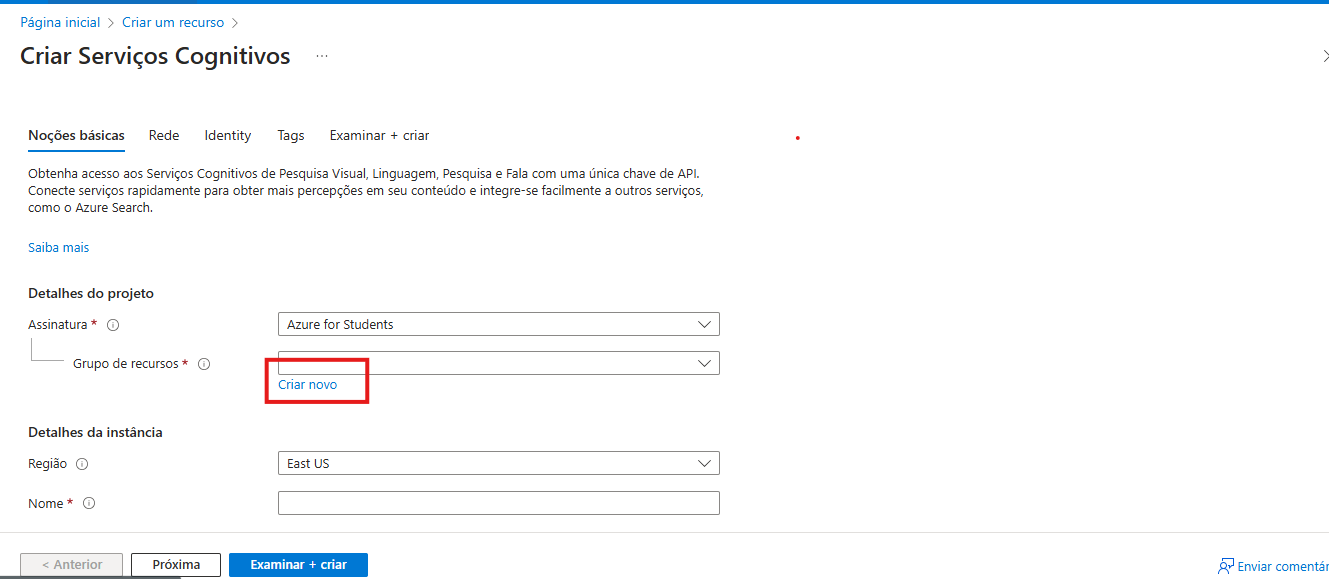 Página inicial > Criar um recurso >
Criar Serviços Cognitivos ...
Noções básicas Rede Identity Tags Examinar + criar
Obtenha acesso aos Serviços Cognitivos de Pesquisa Visual, Linguagem, Pesquisa e Fala com uma única chave de API.
Conecte serviços rapidamente para obter mais percepções em seu conteúdo e integre-se facilmente a outros serviços,
como o Azure Search.
Saiba mais
Detalhes do projeto
Assinatura * Azure for Students
Grupo de recursos *
Criar novo
Detalhes da instância
Região East US
Nome *
< Anterior Próxima Examinar + criar Enviar comentár